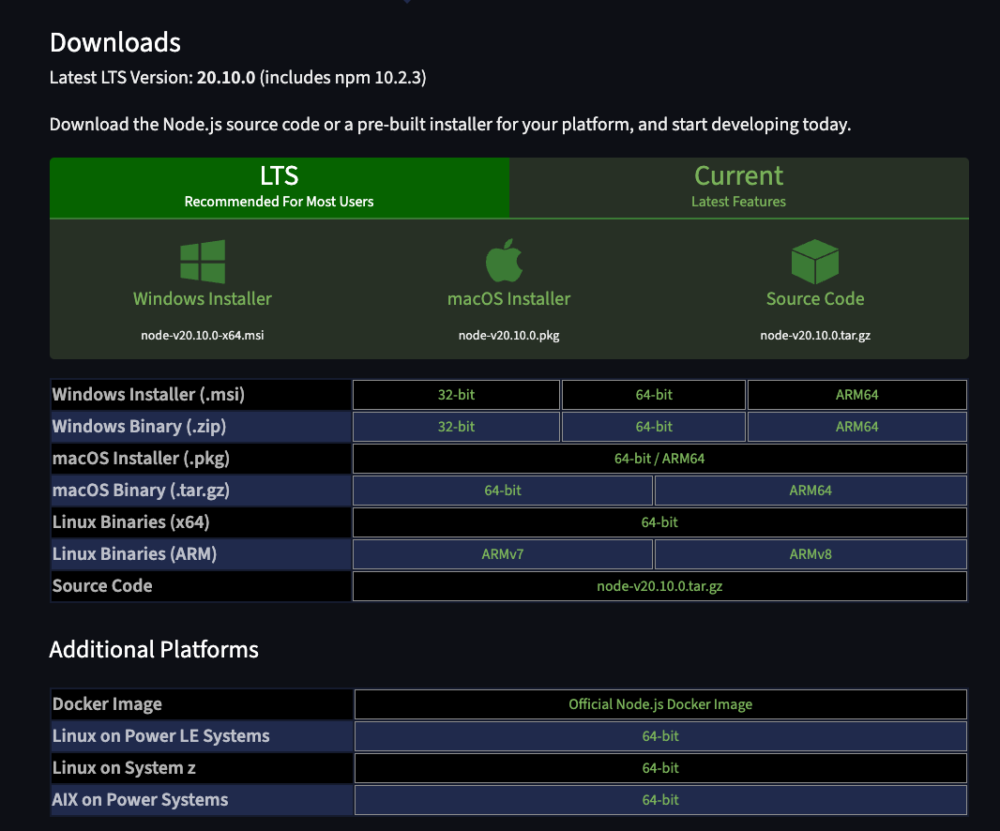 Downloads
Latest LTS Version: 20.10.0 (includes npm 10.2.3)
Download the Node.js source code or a pre-built installer for your platform, and start developing today.
LTS
Recommended For Most Users
Current
Latest Features
Windows Installer
node-v20.10.0-x64.msi
macOS Installer
node-v20.10.0.pkg
Source Code
node-v20.10.0.tar.gz
Windows Installer (.msi) 32-bit 64-bit ARM64
Windows Binary (.zip) 32-bit 64-bit ARM64
macOS Installer (.pkg) 64-bit / ARM64
macOS Binary (.tar.gz) 64-bit ARM64
Linux Binaries (x64) 64-bit
Linux Binaries (ARM) ARMv7 ARMv8
Source Code node-v20.10.0.tar.gz
Additional Platforms
Docker Image Official Node.js Docker Image
Linux on Power LE Systems 64-bit
Linux on System z 64-bit
AIX on Power Systems 64-bit